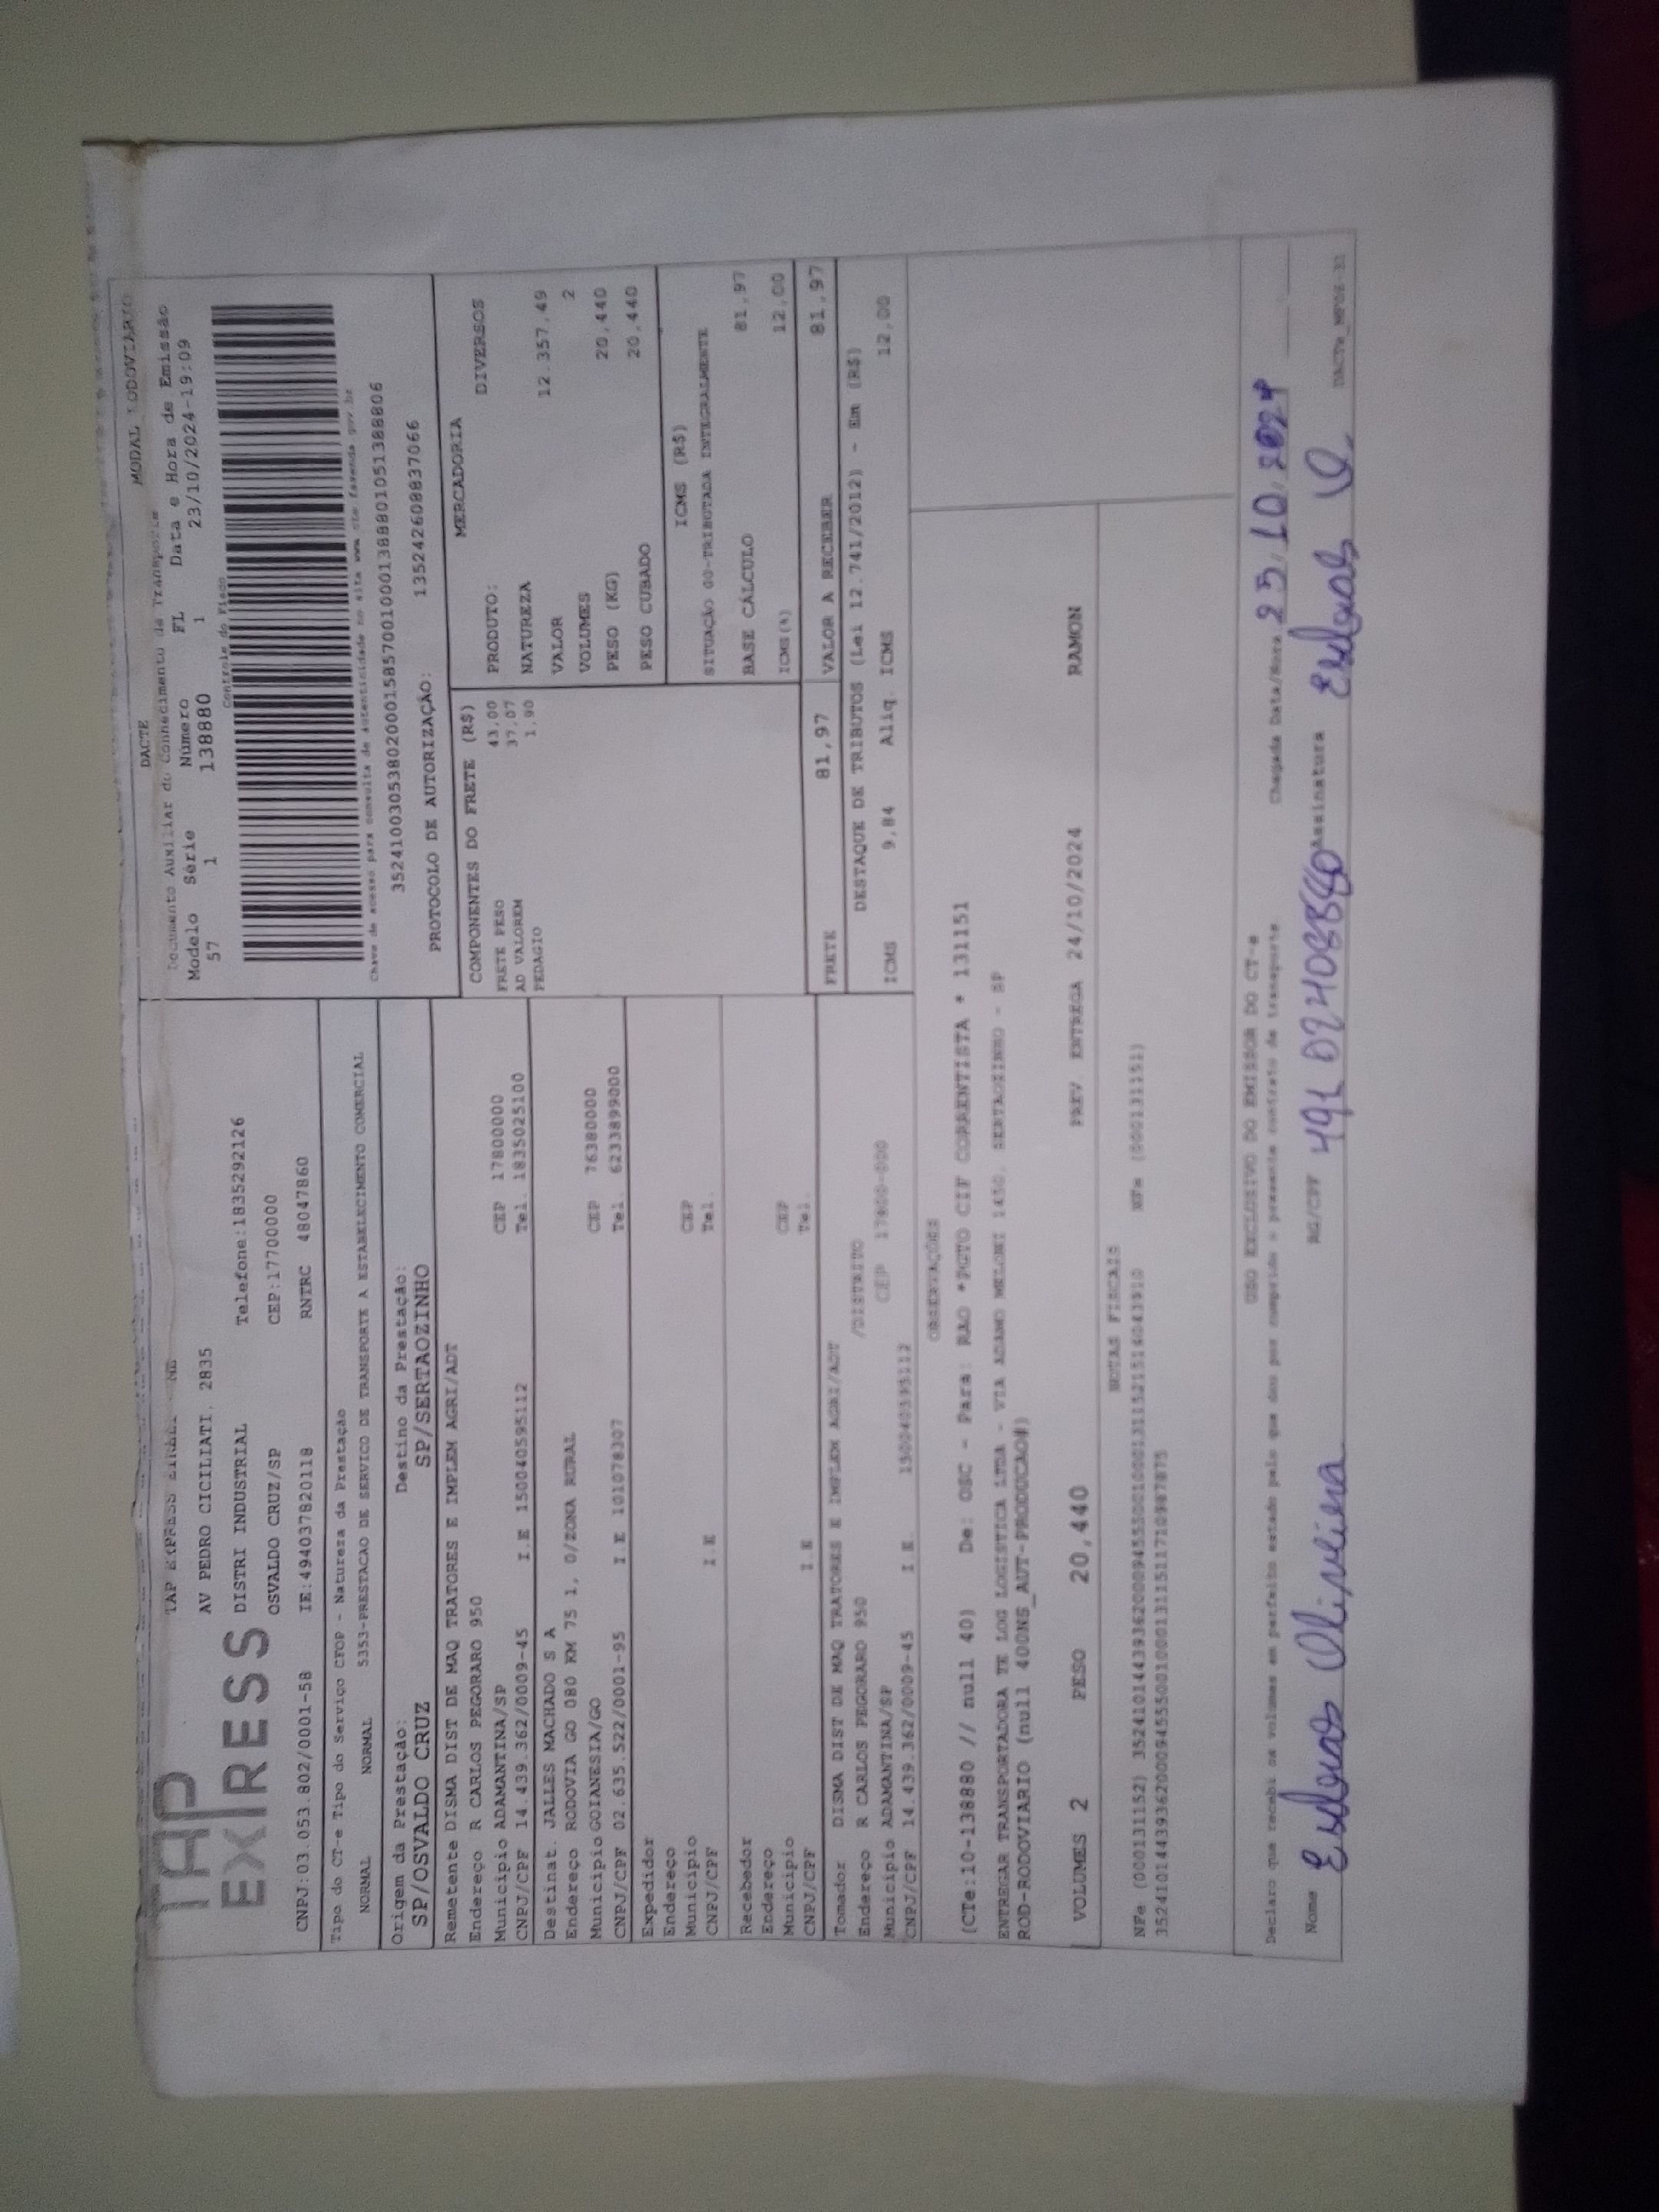 TAP
EXPRESS
TAP EXPRESS EIRELI - ME
AV PEDRO CICILIATI, 2835
DISTRI INDUSTRIAL Telefone:1835292126
OSVALDO CRUZ/SP CEP:17700000
CNPJ:03.053.802/0001-58 IE:494037820118 RNTRC 48047860
DACTE MODAL RODOVIARIO
Documento Auxiliar do Conhecimento de Transporte
Modelo Série Número FL Data e Hora de Emissão
57 1 138880 1 23/10/2024-19:09
Controle do Fisco
Chave de acesso para consulta de autenticidade no site www.cte.fazenda.gov.br
35241003053802000158570010001388801051388806
PROTOCOLO DE AUTORIZAÇÃO: 135242608837066
Tipo do CT-e Tipo do Serviço CFOP - Natureza da Prestação
NORMAL NORMAL 5353-PRESTACAO DE SERVICO DE TRANSPORTE A ESTABELECIMENTO COMERCIAL
Origem da Prestação: Destino da Prestação:
SP/OSVALDO CRUZ SP/SERTAOZINHO
Remetente DISMA DIST DE MAQ TRATORES E IMPLEM AGRI/ADT
Endereço R CARLOS PEGORARO 950
Municipio ADAMANTINA/SP CEP 17800000
CNPJ/CPF 14.439.362/0009-45 I.E 150040595112 Tel. 1835025100
Destinat. JALLES MACHADO S A
Endereço RODOVIA GO 080 KM 75 1, 0/ZONA RURAL
Municipio GOIANESIA/GO CEP 76380000
CNPJ/CPF 02.635.522/0001-95 I.E 101078307 Tel. 6233899000
Expedidor
Endereço
Municipio CEP
CNPJ/CPF I.E Tel.
Recebedor
Endereço
Municipio CEP
CNPJ/CPF I.E Tel.
Tomador DISMA DIST DE MAQ TRATORES E IMPLEM AGRI/ADT
Endereço R CARLOS PEGORARO 950 /DISTRITO
Municipio ADAMANTINA/SP CEP 17800-000
CNPJ/CPF 14.439.362/0009-45 I.E. 150040595112
COMPONENTES DO FRETE (R$)
FRETE PESO 43,00
AD VALOREM 37,07
PEDAGIO 1,90
MERCADORIA
PRODUTO: DIVERSOS
NATUREZA
VALOR 12.357,49
VOLUMES 2
PESO (KG) 20,440
PESO CUBADO 20,440
ICMS (R$)
SITUAÇÃO 00-TRIBUTADA INTEGRALMENTE
BASE CÁLCULO 81,97
ICMS(%) 12,00
FRETE 81,97 VALOR A RECEBER 81,97
DESTAQUE DE TRIBUTOS (Lei 12.741/2012) - Em (R$)
ICMS 9,84 Aliq. ICMS 12,00
OBSERVAÇÕES
(CTe:10-138880 // null 40) De: OSC - Para: RAO *PGTO CIF CORRENTISTA * 131151
ENTREGAR TRANSPORTADORA TE LOG LOGISTICA LTDA - VIA ADAMO MELONI 1450. SERTAOZINHO - SP
ROD-RODOVIARIO (null 400NS_AUT-PRODUCAO#)
VOLUMES 2 PESO 20,440 PREV. ENTREGA 24/10/2024 RAMON
NOTAS FISCAIS
NFe (000131152) NFe (000131151)
USO EXCLUSIVO DO EMISSOR DO CT-e
Declaro que recebi os volumes em perfeito estado pelo que dou por cumprido o presente contrato de transporte
Chegada Data/Hora 25/10/2024
Nome Oliveira RG/CPF Assinatura